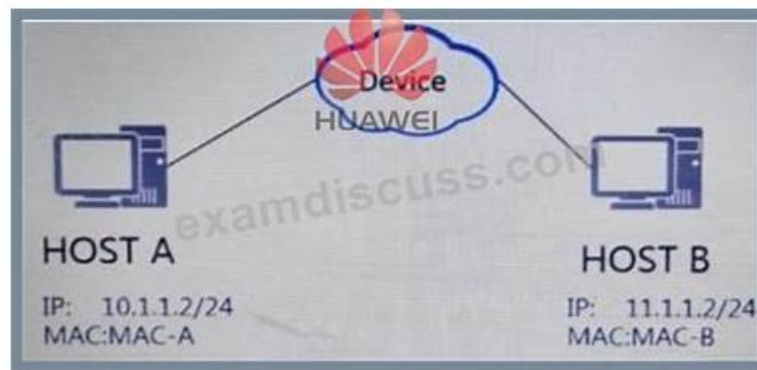 Device
HUAWEI
examdiscuss.com
HOST A
HOST B
IP: 10.1.1.2/24
MAC:MAC-A
IP: 11.1.1.2/24
MAC:MAC-B